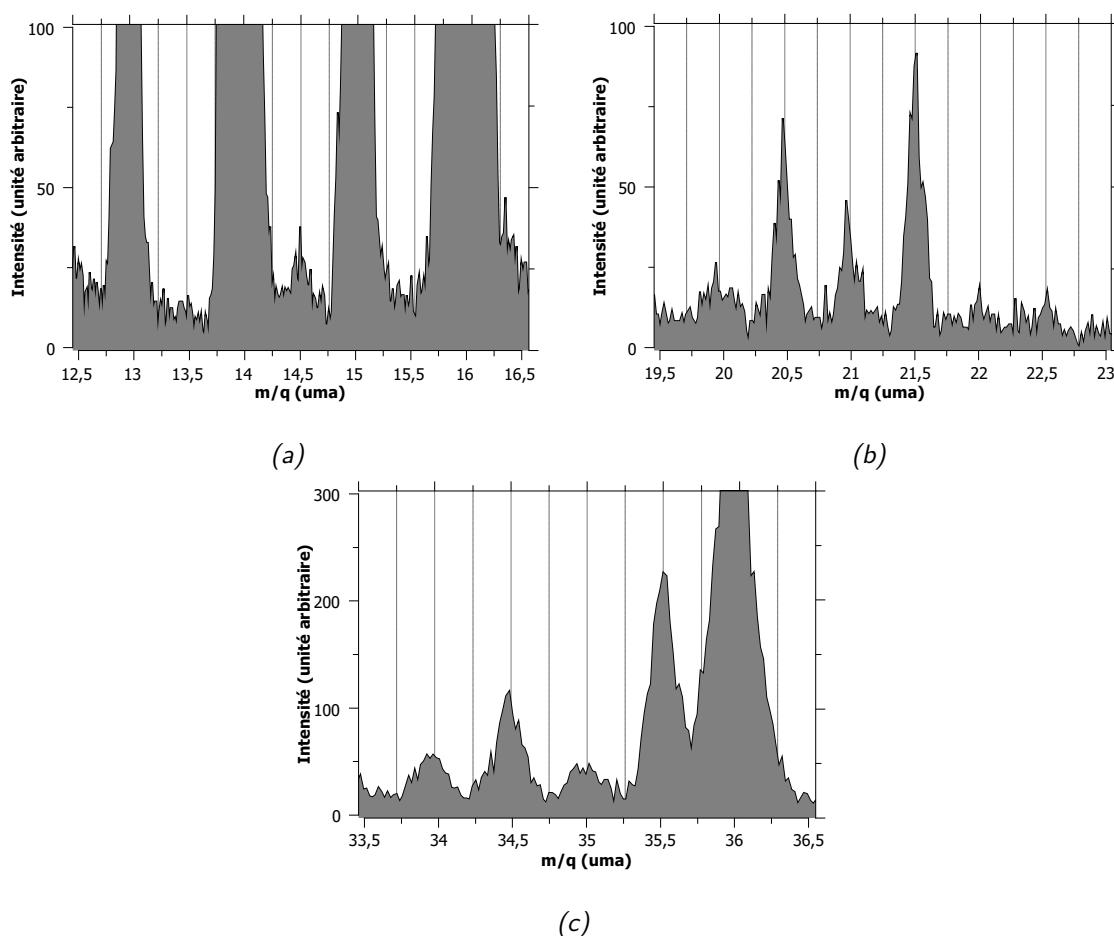 100
50
0
Intensité (unité arbitraire)
12,5 13 13,5 14 14,5 15 15,5 16 16,5
m/q (uma)
(a)
100
50
0
Intensité (unité arbitraire)
19,5 20 20,5 21 21,5 22 22,5 23
m/q (uma)
(b)
300
200
100
0
Intensité (unité arbitraire)
33,5 34 34,5 35 35,5 36 36,5
m/q (uma)
(c)